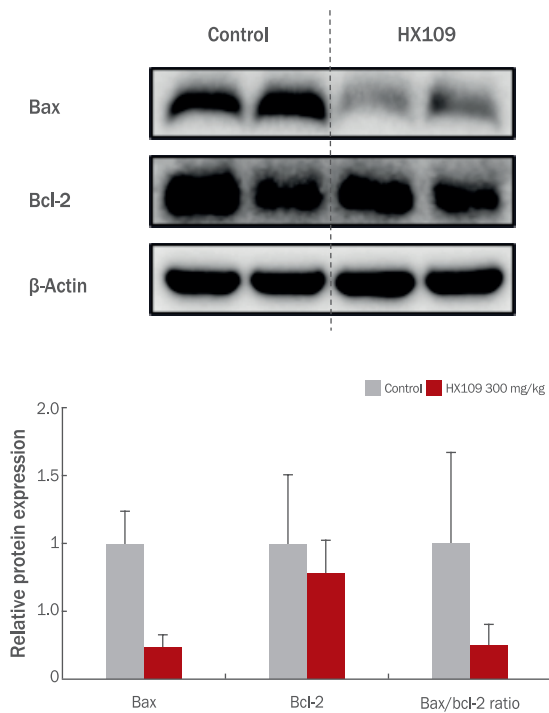 Control HX109
Bax
Bcl-2
β-Actin
Control HX109 300 mg/kg
Relative protein expression
2.0
1.5
1
1.0
0
Bax Bcl-2 Bax/bcl-2 ratio